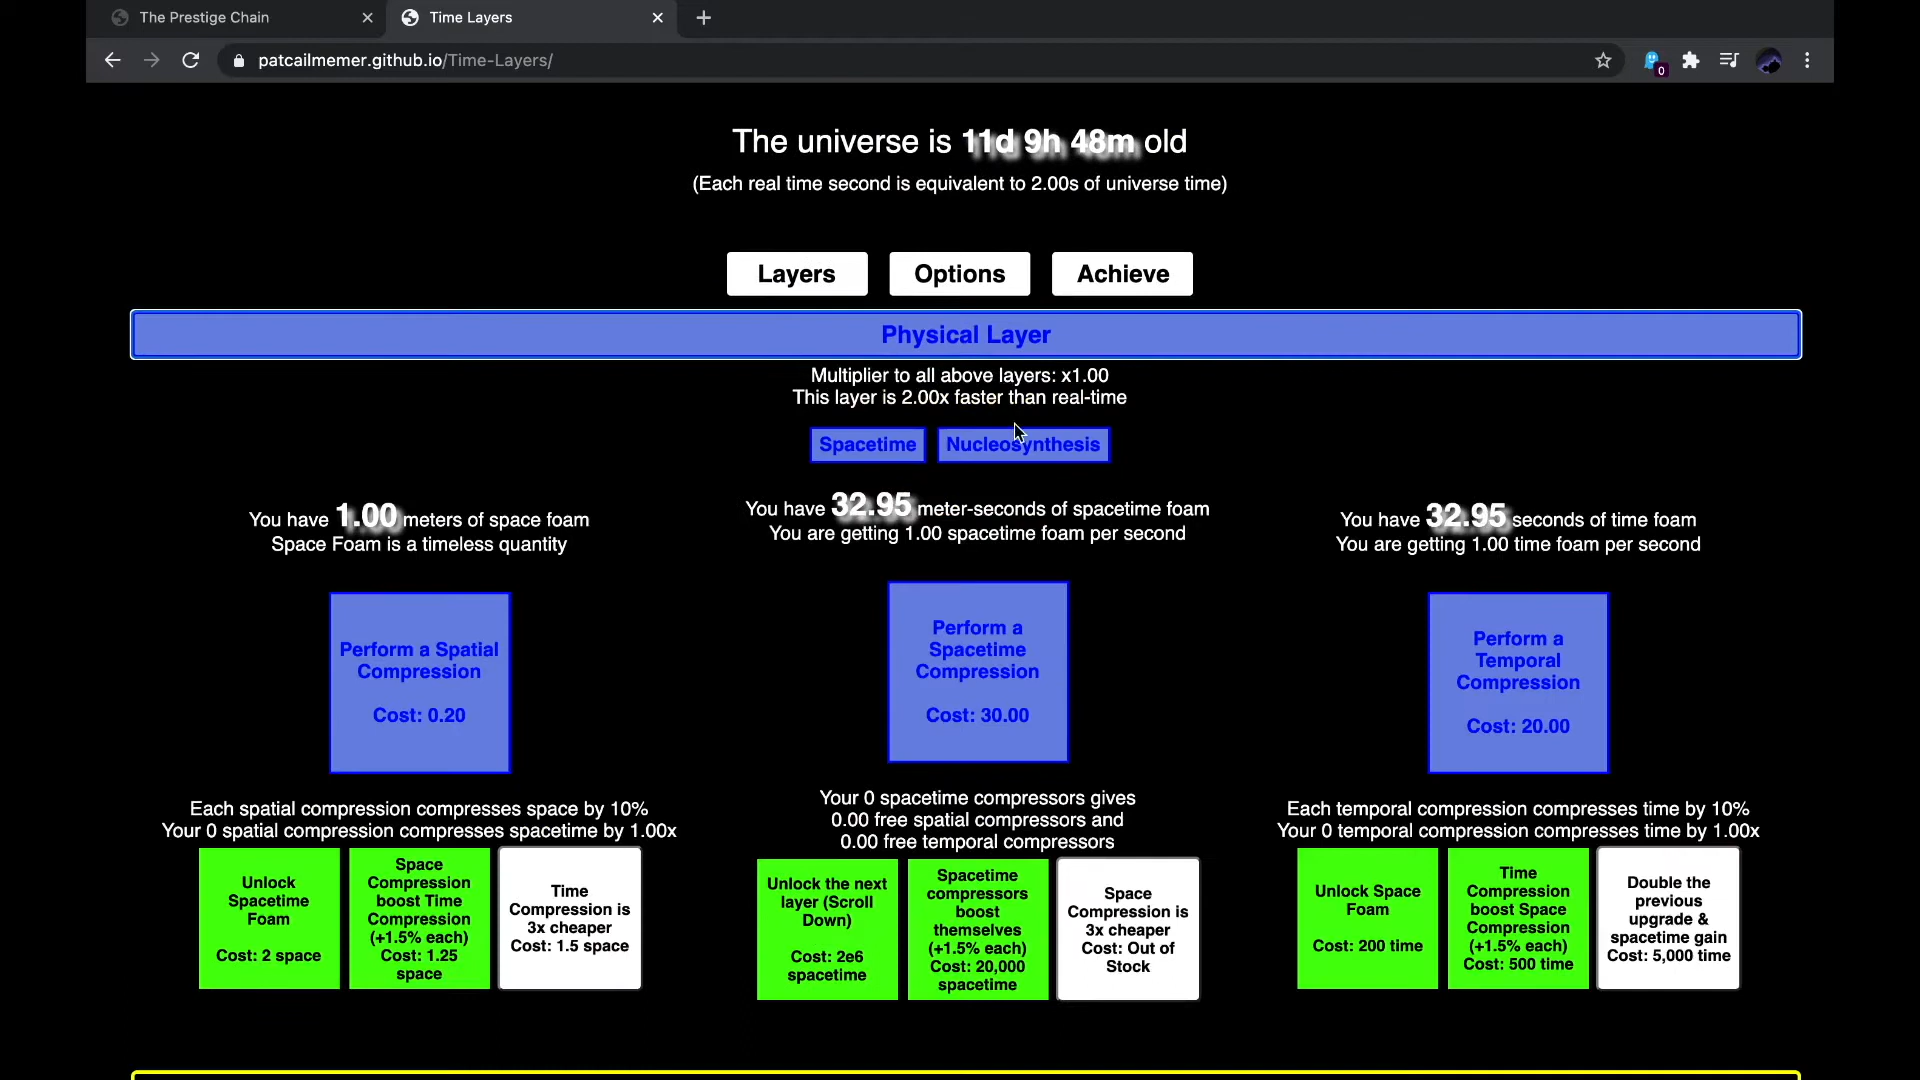 The Prestige Chain
Time Layers
patcailmemer.github.io/Time-Layers/
0
The universe is 11d 9h 48m old
(Each real time second is equivalent to 2.00s of universe time)
Layers
Options
Achieve
Physical Layer
Multiplier to all above layers: x1.00
This layer is 2.00x faster than real-time
Spacetime
Nucleosynthesis
You have 1.00 meters of space foam
Space Foam is a timeless quantity
Perform a Spatial
Compression
Cost: 0.20
Each spatial compression compresses space by 10%
Your 0 spatial compression compresses spacetime by 1.00x
Unlock
Spacetime
Foam
Cost: 2 space
Space
Compression
boost Time
Compression
(+1.5% each)
Cost: 1.25
space
Time
Compression is
3x cheaper
Cost: 1.5 space
You have 32.95 meter-seconds of spacetime foam
You are getting 1.00 spacetime foam per second
Perform a
Spacetime
Compression
Cost: 30.00
Your 0 spacetime compressors gives
0.00 free spatial compressors and
0.00 free temporal compressors
Unlock the next
layer (Scroll
Down)
Cost: 2e6
spacetime
Spacetime
compressors
boost
themselves
(+1.5% each)
Cost: 20,000
spacetime
Space
Compression is
3x cheaper
Cost: Out of
Stock
You have 32.95 seconds of time foam
You are getting 1.00 time foam per second
Perform a
Temporal
Compression
Cost: 20.00
Each temporal compression compresses time by 10%
Your 0 temporal compression compresses time by 1.00x
Unlock Space
Foam
Cost: 200 time
Time
Compression
boost Space
Compression
(+1.5% each)
Cost: 500 time
Double the
previous
upgrade &
spacetime gain
Cost: 5,000 time